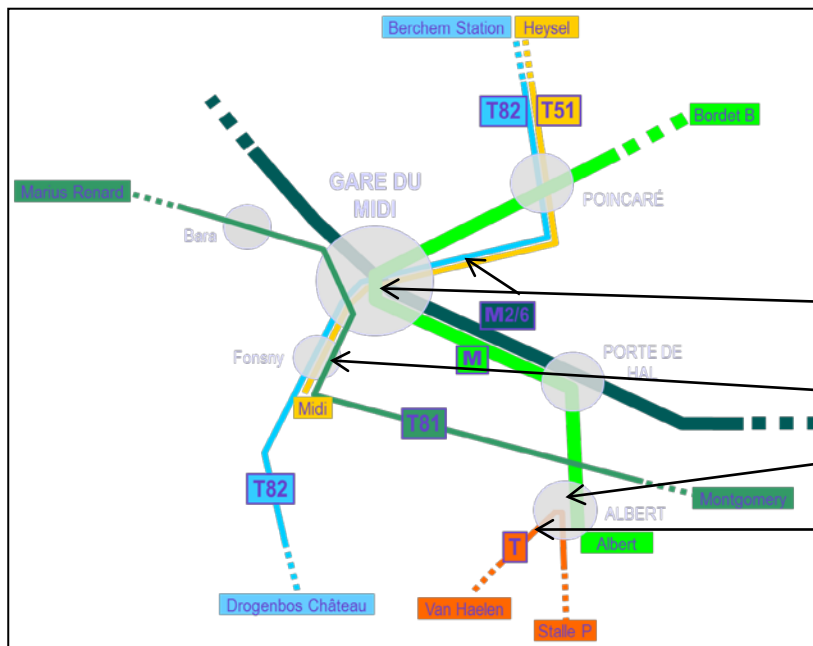 Berchem Station Heysel
T82 T51
Bordet B
GARE DU
MIDI
POINCARÉ
Marius Renard
Bara
M2/6
Fonsny
M
PORTE DE
HAL
Midi
T81
T82
Montgomery
ALBERT
T
Albert
Drogenbos Château
Van Haelen
Stalle P